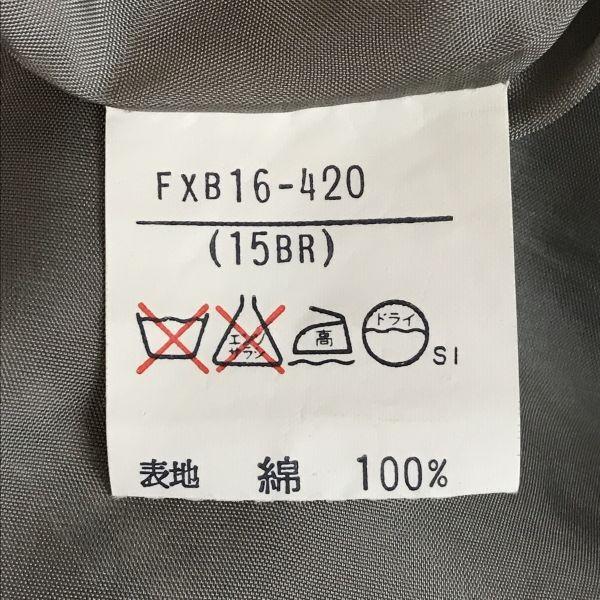 FXB16-420
(15BR)
エンソ
サラシ
高
ドライ
SI
表地 綿 100%